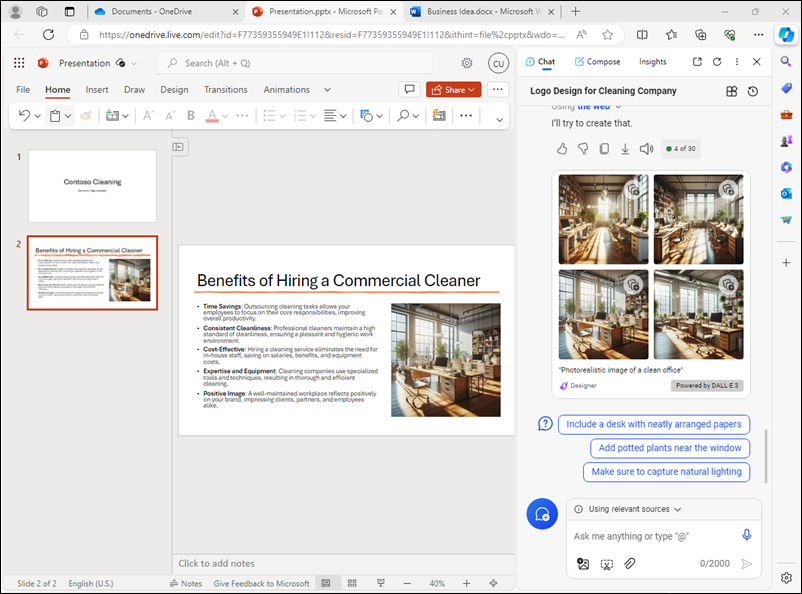 Documents - OneDrive
Presentation.pptx - Microsoft Po
Business Idea.docx - Microsoft W
https://onedrive.live.com/edit?id=F77359355949E1!112&resid=F77359355949E1!112&ithint=file%2cpptx&wdo=...
Presentation
Search (Alt + Q)
CU
File Home Insert Draw Design Transitions Animations
Share
1
Contoso Cleaning
2
Benefits of Hiring a Commercial Cleaner
Benefits of Hiring a Commercial Cleaner
• Time Savings: Outsourcing cleaning tasks allows your
employees to focus on their core responsibilities, improving
overall productivity.
• Consistent Cleanliness: Professional cleaners maintain a high
standard of cleanliness, ensuring a pleasant and hygienic work
environment.
• Cost-Effective: Hiring a cleaning service eliminates the need for
in-house staff, saving on salaries, benefits, and equipment
costs.
• Expertise and Equipment: Cleaning companies use specialized
tools and techniques, resulting in thorough and efficient
cleaning.
• Positive Image: A well-maintained workplace reflects positively
on your brand, impressing clients, partners, and employees
alike.
Click to add notes
Slide 2 of 2 English (U.S.) Notes Give Feedback to Microsoft 40%
Chat Compose Insights
Logo Design for Cleaning Company
Using the web
I'll try to create that.
4 of 30
"Photorealistic image of a clean office"
Designer
Powered by DALL·E 3
Include a desk with neatly arranged papers
Add potted plants near the window
Make sure to capture natural lighting
Using relevant sources
Ask me anything or type "@"
0/2000